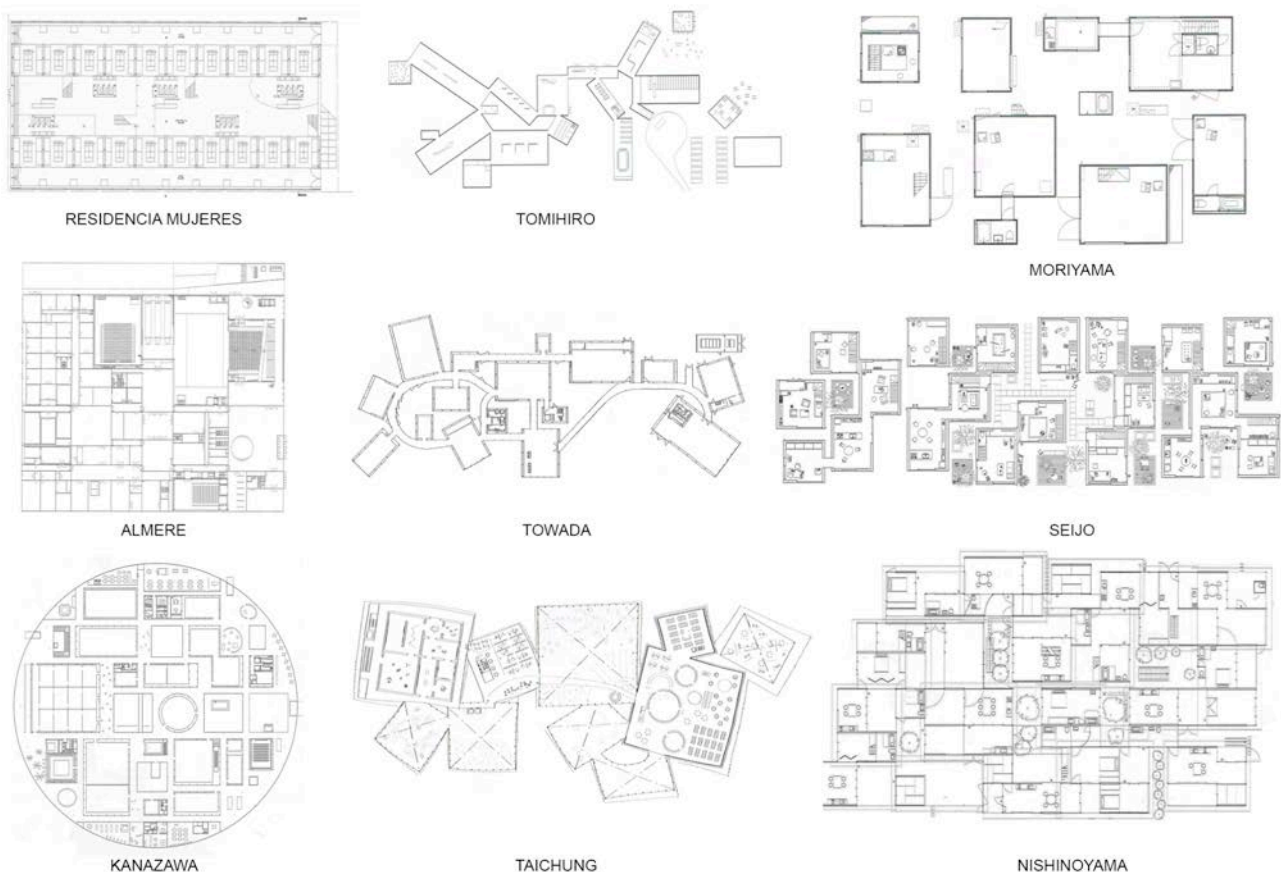 RESIDENCIA MUJERES
TOMIHIRO
MORIYAMA
ALMERE
TOWADA
SEIJO
KANAZAWA
TAICHUNG
NISHINOYAMA